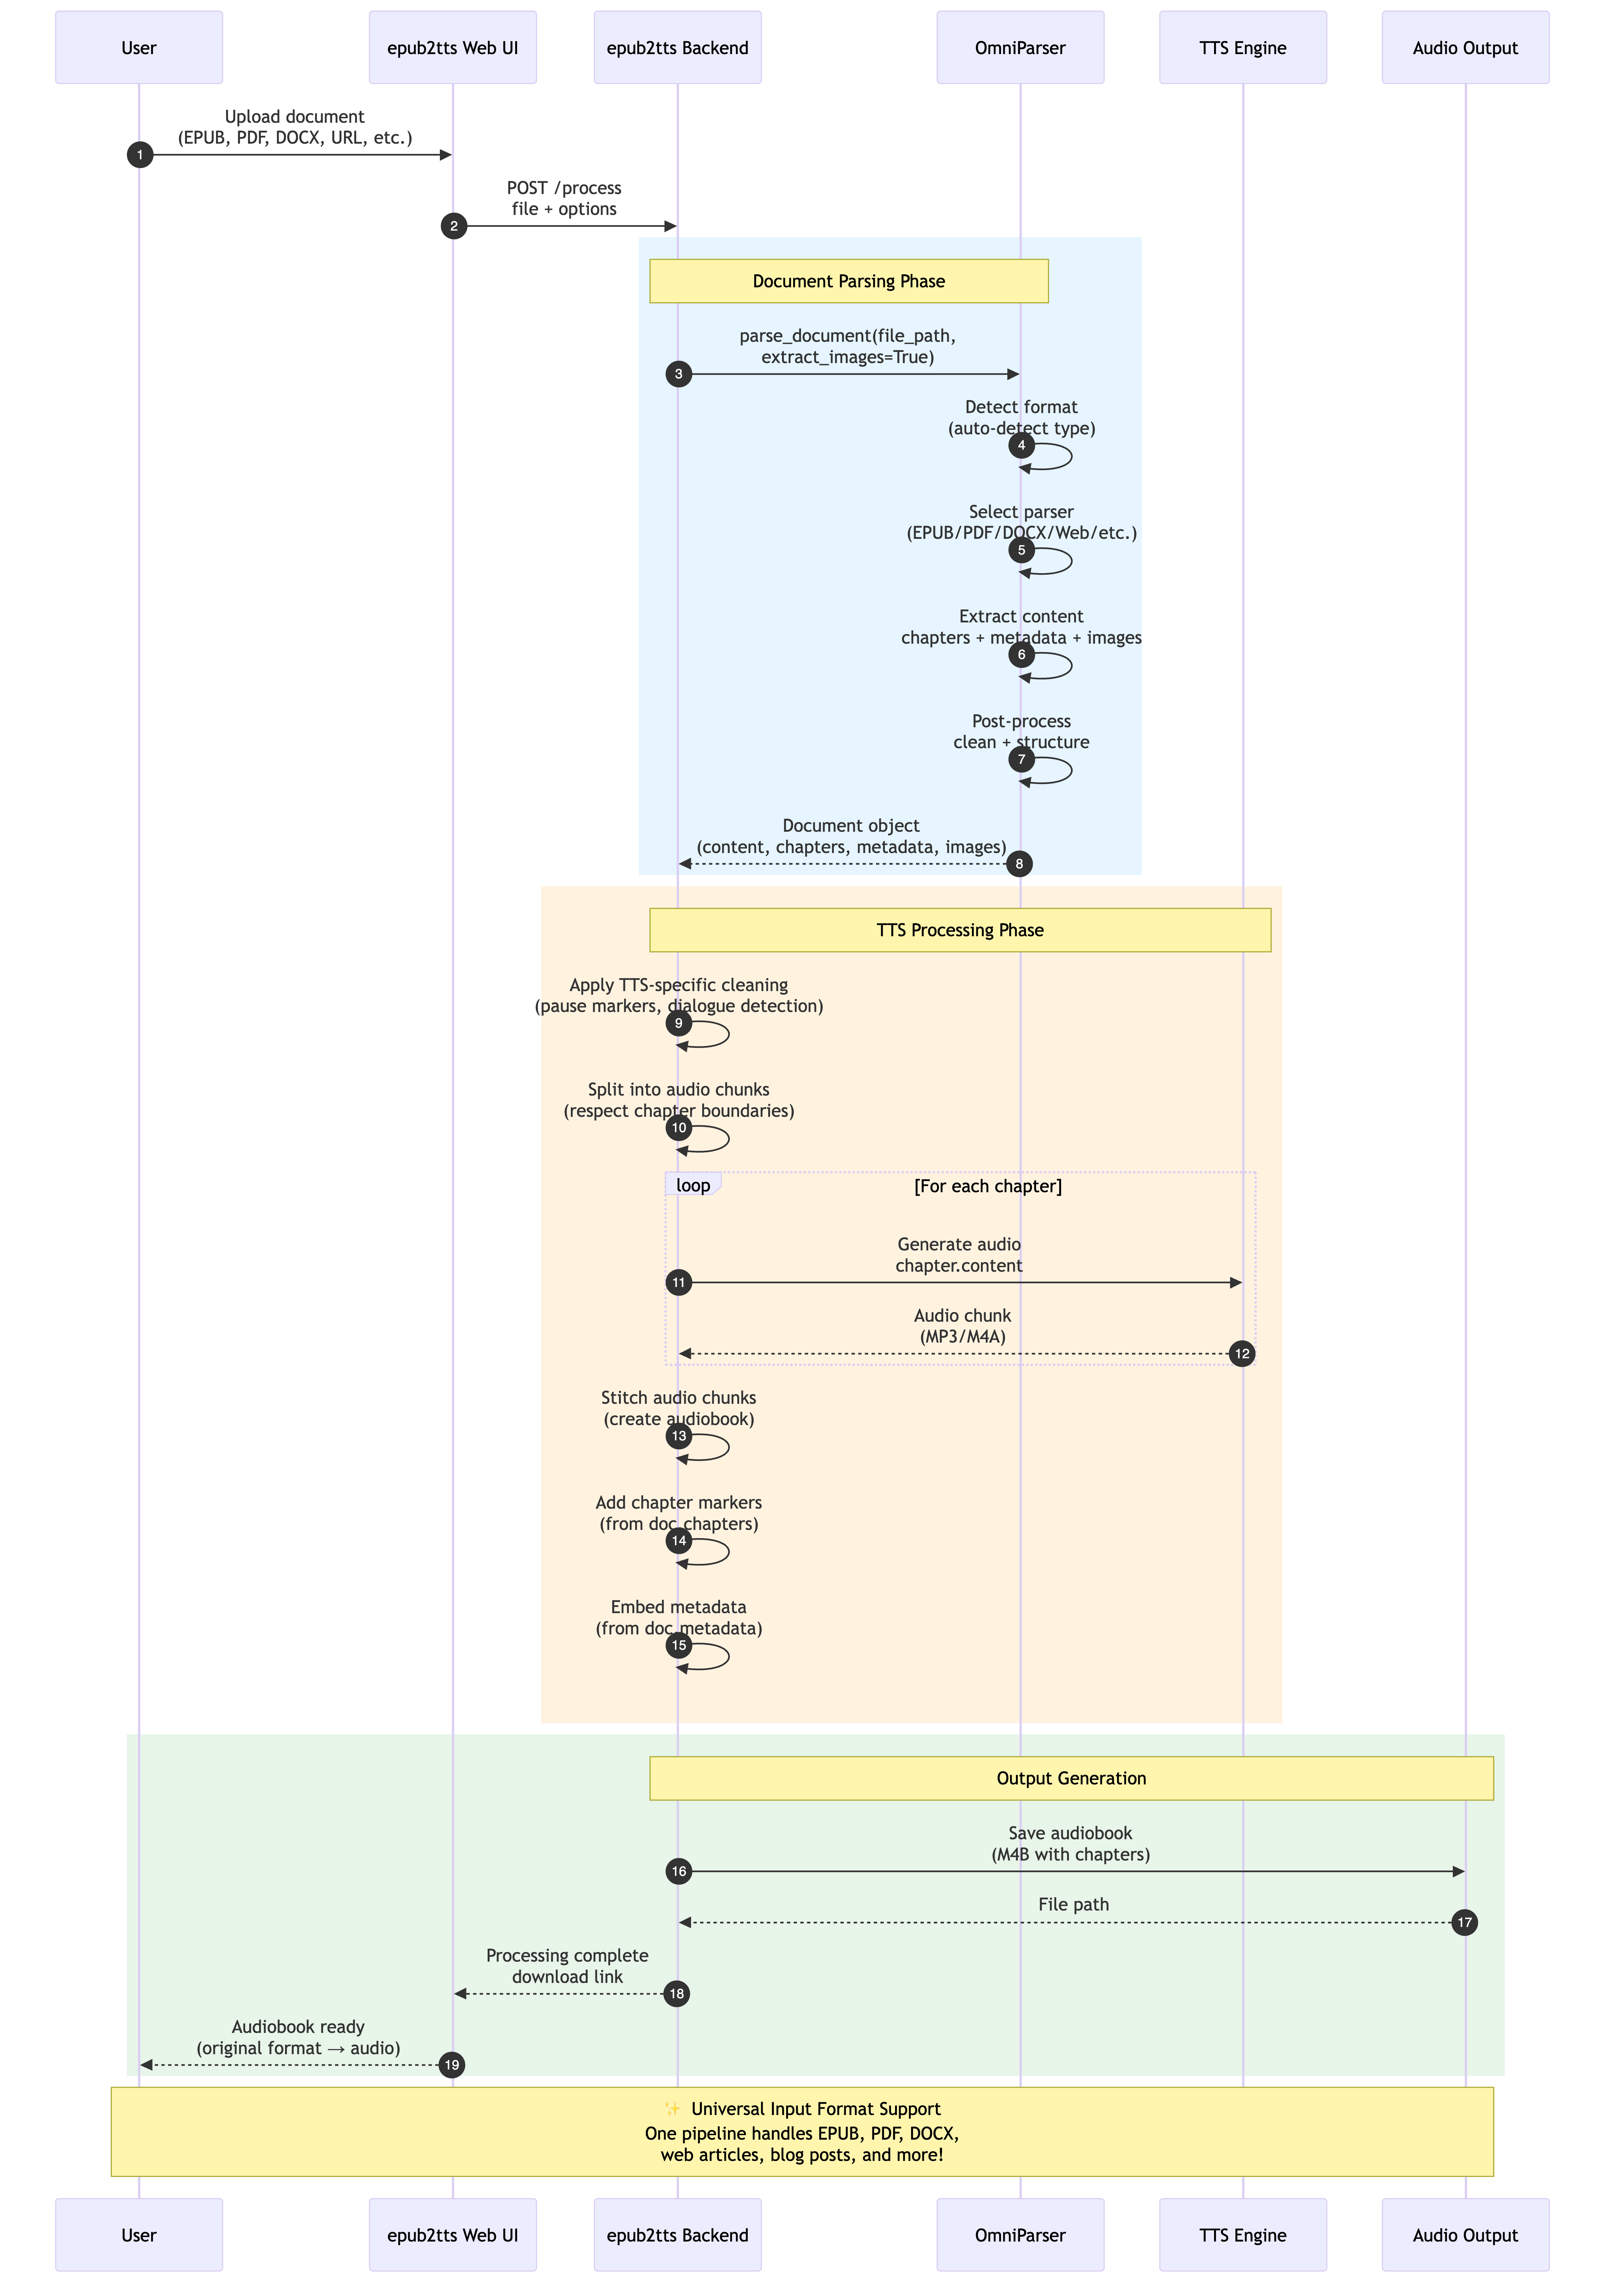 User
epub2tts Web UI
epub2tts Backend
OmniParser
TTS Engine
Audio Output
Upload document
(EPUB, PDF, DOCX, URL, etc.)
1
POST /process
file + options
2
Document Parsing Phase
parse_document(file_path,
extract_images=True)
3
Detect format
(auto-detect type)
4
Select parser
(EPUB/PDF/DOCX/Web/etc.)
5
Extract content
chapters + metadata + images
6
Post-process
clean + structure
7
Document object
(content, chapters, metadata, images)
8
TTS Processing Phase
Apply TTS-specific cleaning
(pause markers, dialogue detection)
9
Split into audio chunks
(respect chapter boundaries)
10
loop
[For each chapter]
Generate audio
chapter.content
11
Audio chunk
(MP3/M4A)
12
Stitch audio chunks
(create audiobook)
13
Add chapter markers
(from doc.chapters)
14
Embed metadata
(from doc.metadata)
15
Output Generation
Save audiobook
(M4B with chapters)
16
File path
17
Processing complete
download link
18
Audiobook ready
(original format → audio)
19
✨ Universal Input Format Support
One pipeline handles EPUB, PDF, DOCX,
web articles, blog posts, and more!
User
epub2tts Web UI
epub2tts Backend
OmniParser
TTS Engine
Audio Output